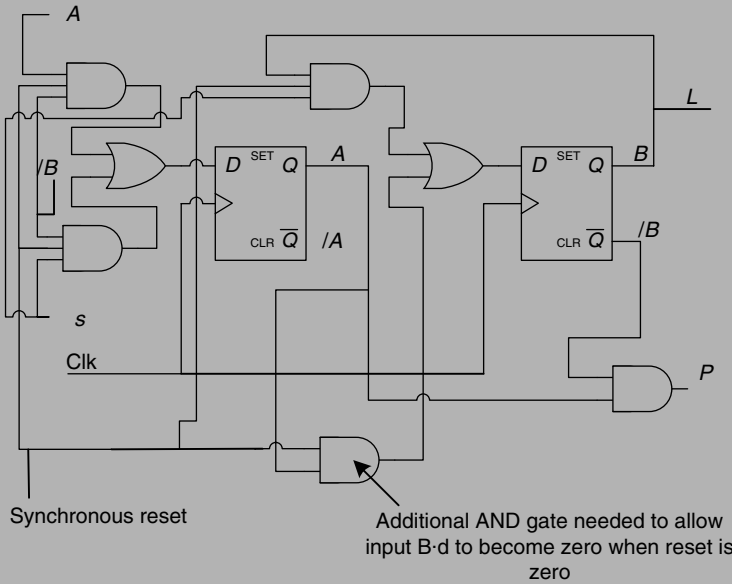 A
L
/B
D
SET
Q
A
D
SET
Q
B
CLR
Q
/A
CLR
Q
/B
s
Clk
P
Synchronous reset
Additional AND gate needed to allow
input B·d to become zero when reset is
zero